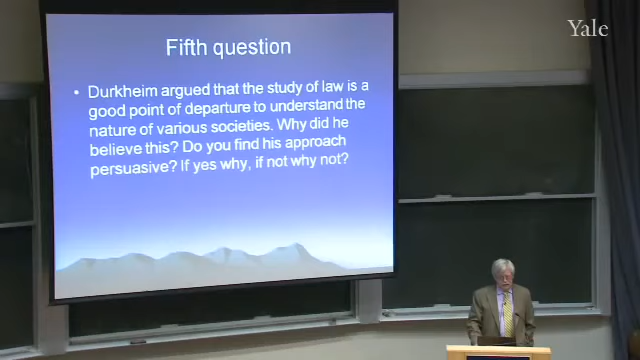 Yale
Fifth question
• Durkheim argued that the study of law is a
good point of departure to understand the
nature of various societies. Why did he
believe this? Do you find his approach
persuasive? If yes why, if not why not?